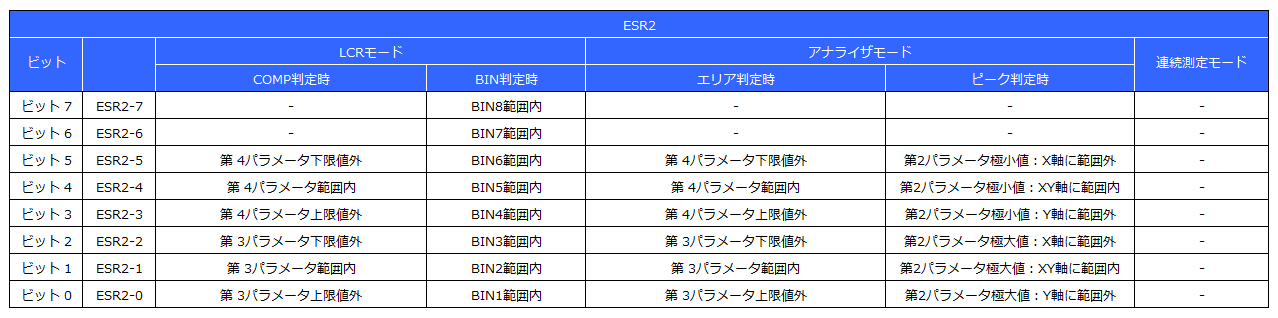 ESR2
ビット LCRモード アナライザモード 連続測定モード
COMP判定時 BIN判定時 エリア判定時 ピーク判定時
ビット 7 ESR2-7 - BIN8範囲内 - - -
ビット 6 ESR2-6 - BIN7範囲内 - - -
ビット 5 ESR2-5 第 4パラメータ下限値外 BIN6範囲内 第 4パラメータ下限値外 第2パラメータ極小値：X軸に範囲外 -
ビット 4 ESR2-4 第 4パラメータ範囲内 BIN5範囲内 第 4パラメータ範囲内 第2パラメータ極小値：XY軸に範囲内 -
ビット 3 ESR2-3 第 4パラメータ上限値外 BIN4範囲内 第 4パラメータ上限値外 第2パラメータ極小値：Y軸に範囲外 -
ビット 2 ESR2-2 第 3パラメータ下限値外 BIN3範囲内 第 3パラメータ下限値外 第2パラメータ極大値：X軸に範囲外 -
ビット 1 ESR2-1 第 3パラメータ範囲内 BIN2範囲内 第 3パラメータ範囲内 第2パラメータ極大値：XY軸に範囲内 -
ビット 0 ESR2-0 第 3パラメータ上限値外 BIN1範囲内 第 3パラメータ上限値外 第2パラメータ極大値：Y軸に範囲外 -